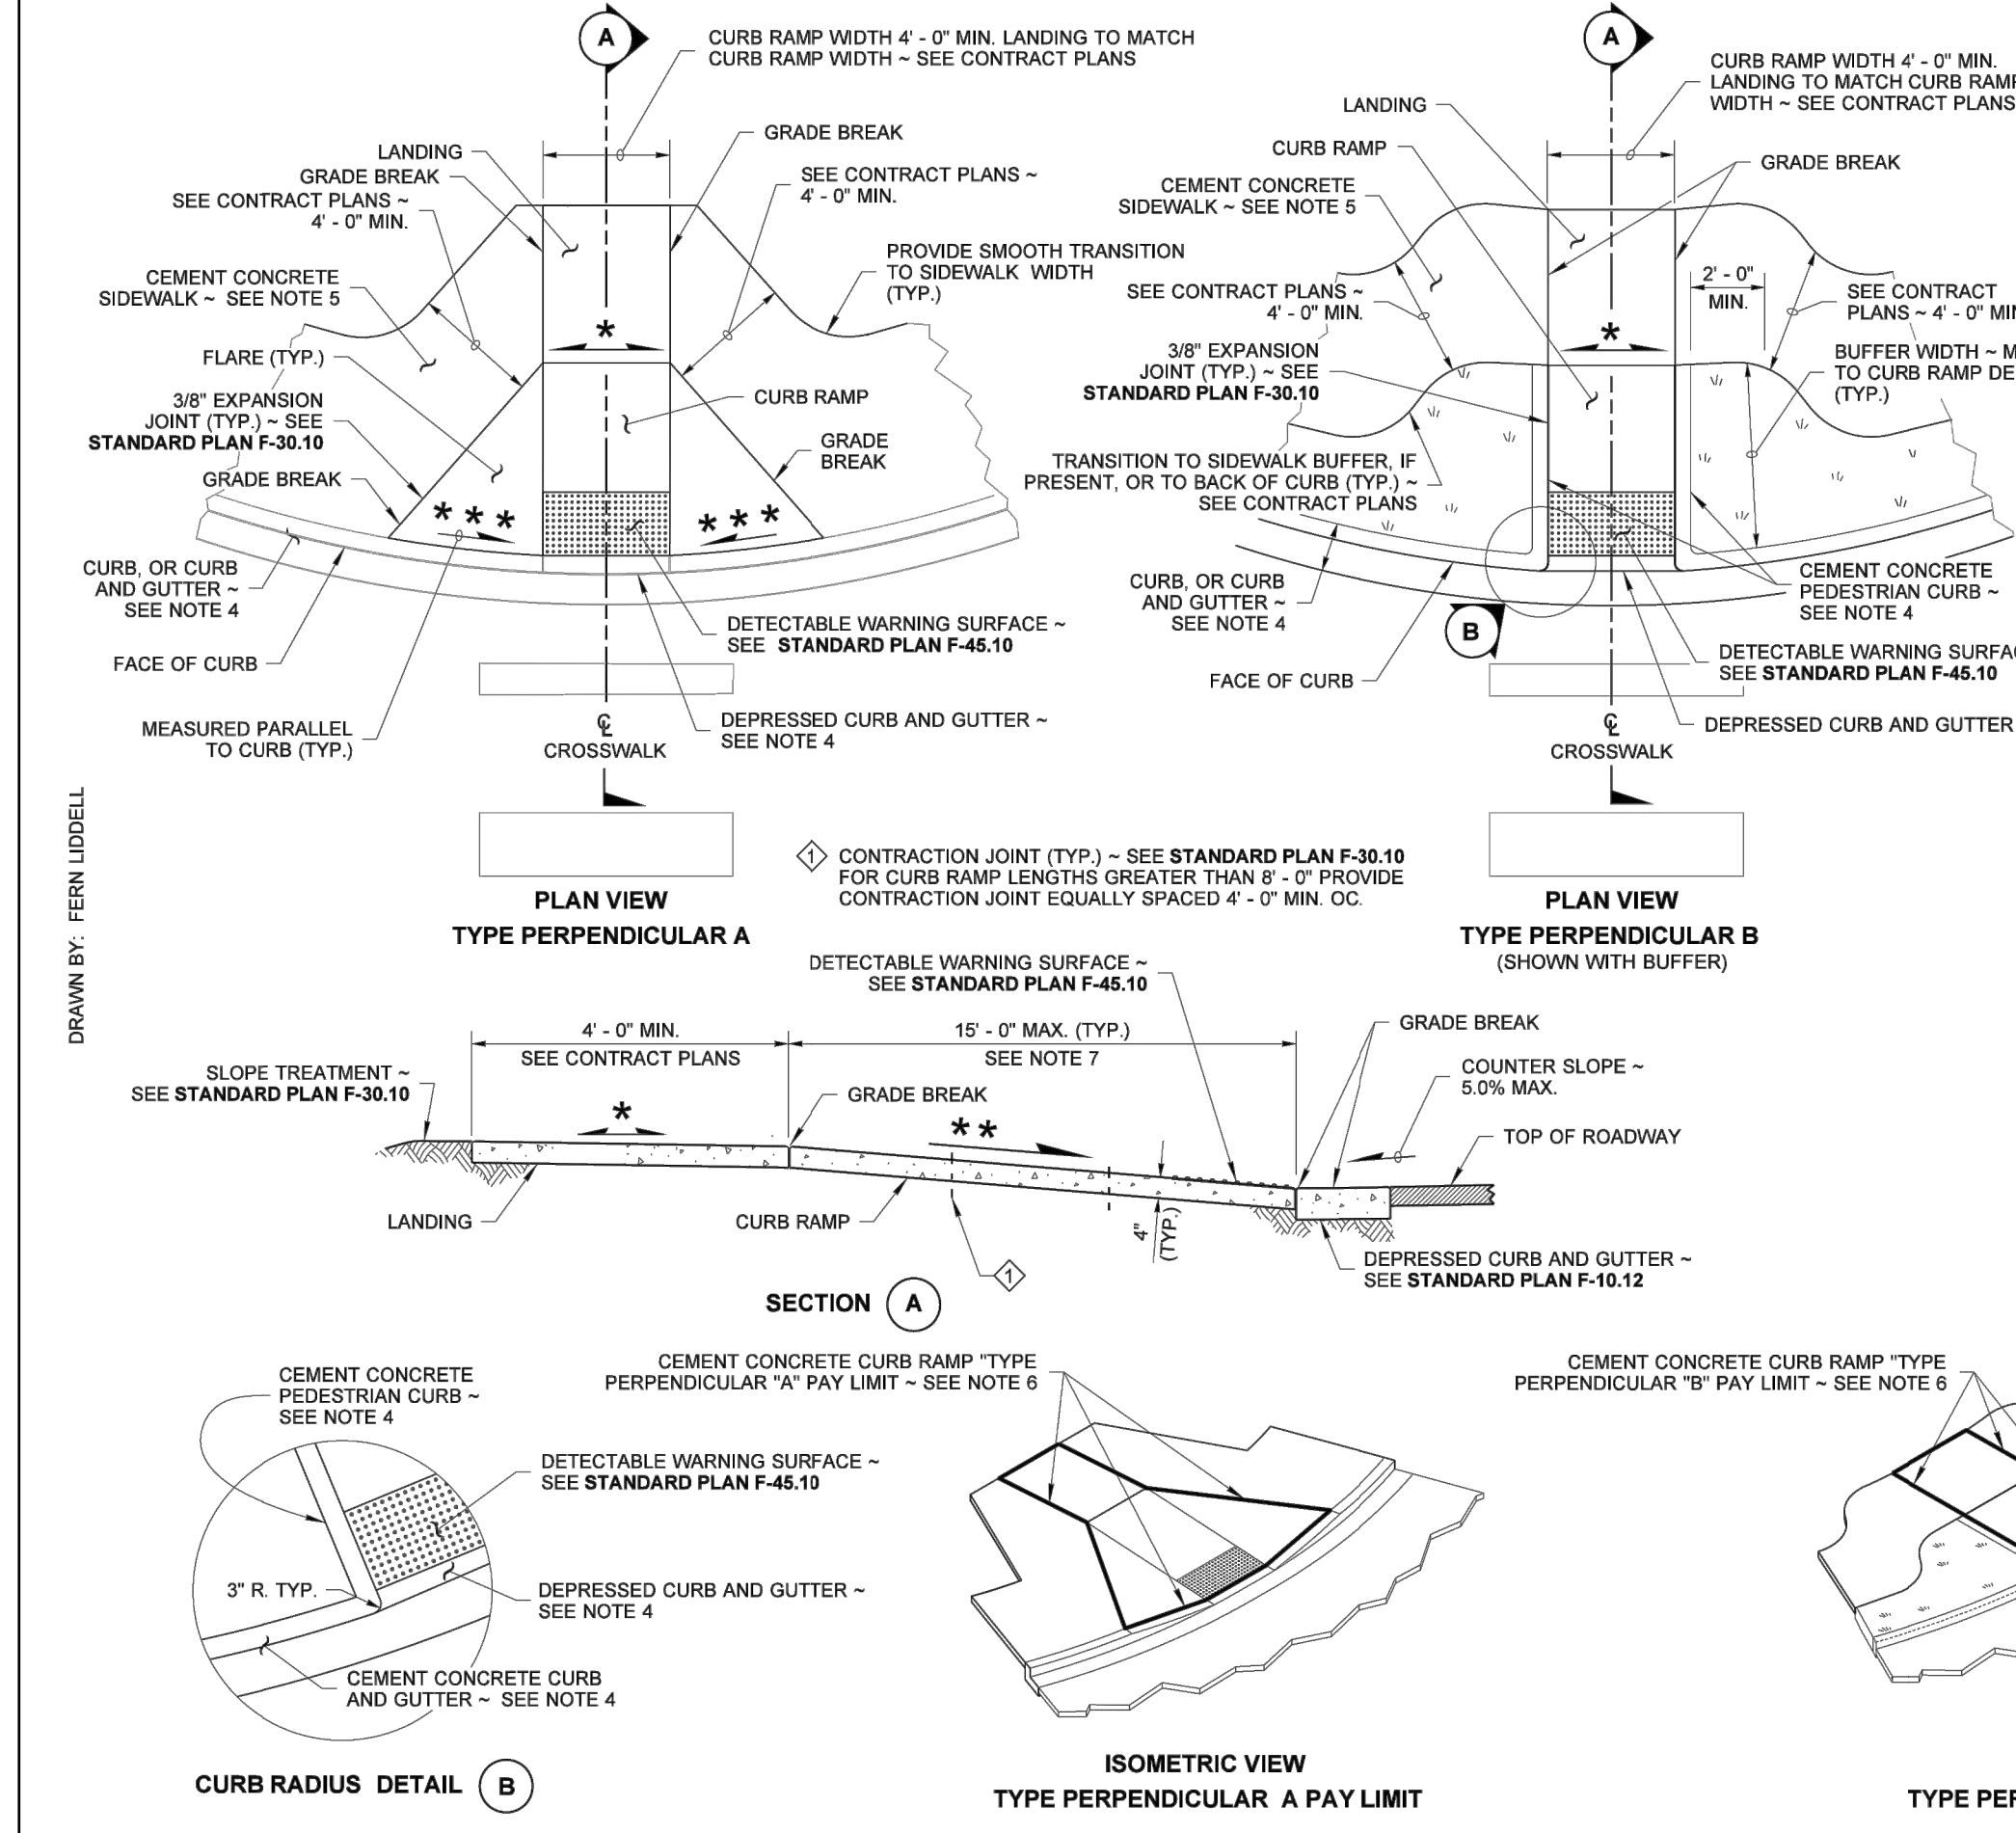 A
CURB RAMP WIDTH 4' - 0" MIN. LANDING TO MATCH
CURB RAMP WIDTH ~ SEE CONTRACT PLANS
LANDING
GRADE BREAK
GRADE BREAK
SEE CONTRACT PLANS ~
4' - 0" MIN.
SEE CONTRACT PLANS ~
4' - 0" MIN.
PROVIDE SMOOTH TRANSITION
TO SIDEWALK WIDTH
(TYP.)
CEMENT CONCRETE
SIDEWALK ~ SEE NOTE 5
*
FLARE (TYP.)
3/8" EXPANSION
JOINT (TYP.) ~ SEE
STANDARD PLAN F-30.10
CURB RAMP
GRADE
BREAK
GRADE BREAK
* * *
* * *
CURB, OR CURB
AND GUTTER ~
SEE NOTE 4
DETECTABLE WARNING SURFACE ~
SEE STANDARD PLAN F-45.10
FACE OF CURB
MEASURED PARALLEL
TO CURB (TYP.)
DEPRESSED CURB AND GUTTER ~
SEE NOTE 4
℄
CROSSWALK
PLAN VIEW
TYPE PERPENDICULAR A
A
CURB RAMP WIDTH 4' - 0" MIN.
LANDING TO MATCH CURB RAMP
WIDTH ~ SEE CONTRACT PLANS
LANDING
CURB RAMP
GRADE BREAK
CEMENT CONCRETE
SIDEWALK ~ SEE NOTE 5
2' - 0"
MIN.
SEE CONTRACT PLANS ~
4' - 0" MIN.
SEE CONTRACT
PLANS ~ 4' - 0" MIN
*
3/8" EXPANSION
JOINT (TYP.) ~ SEE
STANDARD PLAN F-30.10
BUFFER WIDTH ~ M
TO CURB RAMP DE
(TYP.)
TRANSITION TO SIDEWALK BUFFER, IF
PRESENT, OR TO BACK OF CURB (TYP.) ~
SEE CONTRACT PLANS
CURB, OR CURB
AND GUTTER ~
SEE NOTE 4
CEMENT CONCRETE
PEDESTRIAN CURB ~
SEE NOTE 4
B
DETECTABLE WARNING SURFAC
SEE STANDARD PLAN F-45.10
FACE OF CURB
DEPRESSED CURB AND GUTTER
℄
CROSSWALK
PLAN VIEW
TYPE PERPENDICULAR B
(SHOWN WITH BUFFER)
DRAWN BY: FERN LIDDELL
1 CONTRACTION JOINT (TYP.) ~ SEE STANDARD PLAN F-30.10
FOR CURB RAMP LENGTHS GREATER THAN 8' - 0" PROVIDE
CONTRACTION JOINT EQUALLY SPACED 4' - 0" MIN. OC.
DETECTABLE WARNING SURFACE ~
SEE STANDARD PLAN F-45.10
4' - 0" MIN.
SEE CONTRACT PLANS
15' - 0" MAX. (TYP.)
SEE NOTE 7
GRADE BREAK
COUNTER SLOPE ~
5.0% MAX.
SLOPE TREATMENT ~
SEE STANDARD PLAN F-30.10
GRADE BREAK
*
* *
TOP OF ROADWAY
LANDING
CURB RAMP
4"
(TYP.)
DEPRESSED CURB AND GUTTER ~
SEE STANDARD PLAN F-10.12
1
SECTION A
CEMENT CONCRETE
PEDESTRIAN CURB ~
SEE NOTE 4
DETECTABLE WARNING SURFACE ~
SEE STANDARD PLAN F-45.10
3" R. TYP.
DEPRESSED CURB AND GUTTER ~
SEE NOTE 4
CEMENT CONCRETE CURB
AND GUTTER ~ SEE NOTE 4
CURB RADIUS DETAIL B
CEMENT CONCRETE CURB RAMP "TYPE
PERPENDICULAR "A" PAY LIMIT ~ SEE NOTE 6
ISOMETRIC VIEW
TYPE PERPENDICULAR A PAY LIMIT
CEMENT CONCRETE CURB RAMP "TYPE
PERPENDICULAR "B" PAY LIMIT ~ SEE NOTE 6
TYPE PER